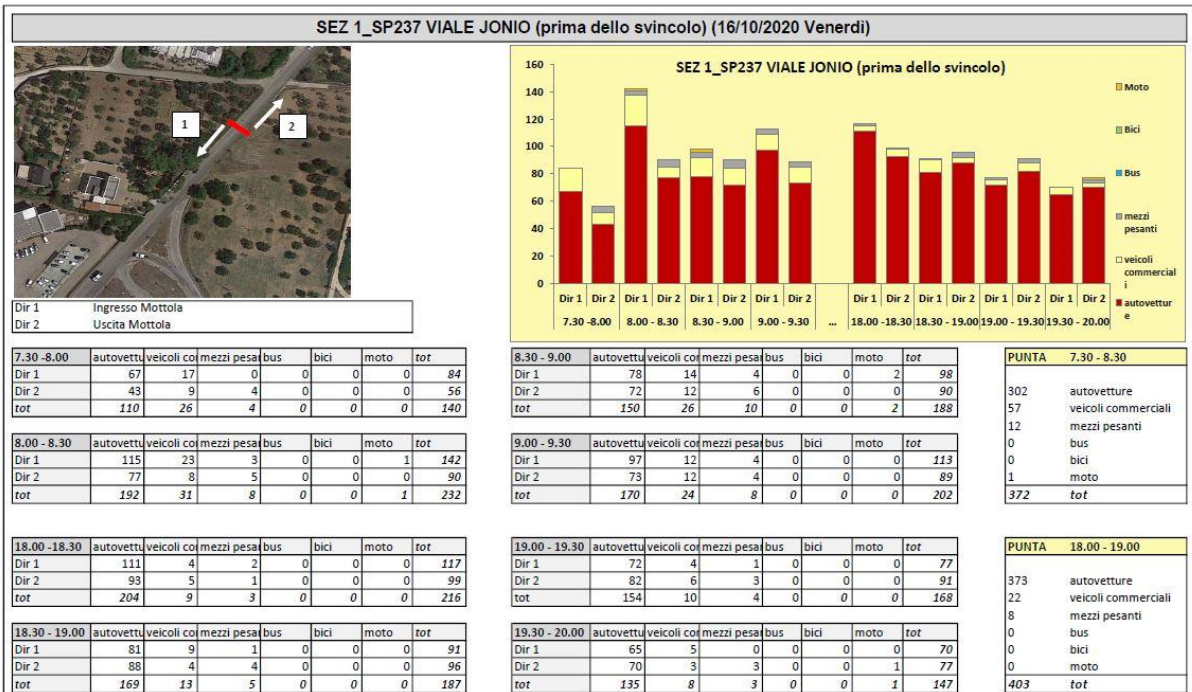 SEZ 1_SP237 VIALE JONIO (prima dello svincolo) (16/10/2020 Venerdì)
1
2
Dir 1 Ingresso Mottola
Dir 2 Uscita Mottola
SEZ 1_SP237 VIALE JONIO (prima dello svincolo)
160
140
120
100
80
60
40
20
0
Dir 1 Dir 2 Dir 1 Dir 2 Dir 1 Dir 2 Dir 1 Dir 2 Dir 1 Dir 2 Dir 1 Dir 2 Dir 1 Dir 2 Dir 1 Dir 2
7.30 -8.00 8.00 - 8.30 8.30 - 9.00 9.00 - 9.30 ... 18.00 -18.30 18.30 - 19.00 19.00 - 19.30 19.30 - 20.00
Moto
Bici
Bus
mezzi
pesanti
veicoli
commercial
i
autovettur
e
7.30 -8.00 autovettu veicoli cor mezzi pesar bus bici moto tot
Dir 1 67 17 0 0 0 0 84
Dir 2 43 9 4 0 0 0 56
tot 110 26 4 0 0 0 140
8.30 - 9.00 autovettu veicoli cor mezzi pesar bus bici moto tot
Dir 1 78 14 4 0 0 2 98
Dir 2 72 12 6 0 0 0 90
tot 150 26 10 0 0 2 188
PUNTA 7.30 - 8.30
302 autovetture
57 veicoli commerciali
12 mezzi pesanti
0 bus
0 bici
1 moto
372 tot
8.00 - 8.30 autovettu veicoli cor mezzi pesar bus bici moto tot
Dir 1 115 23 3 0 0 1 142
Dir 2 77 8 5 0 0 0 90
tot 192 31 8 0 0 1 232
9.00 - 9.30 autovettu veicoli cor mezzi pesar bus bici moto tot
Dir 1 97 12 4 0 0 0 113
Dir 2 73 12 4 0 0 0 89
tot 170 24 8 0 0 0 202
18.00 -18.30 autovettu veicoli cor mezzi pesar bus bici moto tot
Dir 1 111 4 2 0 0 0 117
Dir 2 93 5 1 0 0 0 99
tot 204 9 3 0 0 0 216
19.00 - 19.30 autovettu veicoli cor mezzi pesar bus bici moto tot
Dir 1 72 4 1 0 0 0 77
Dir 2 82 6 3 0 0 0 91
tot 154 10 4 0 0 0 168
PUNTA 18.00 - 19.00
373 autovetture
22 veicoli commerciali
8 mezzi pesanti
0 bus
0 bici
0 moto
403 tot
18.30 - 19.00 autovettu veicoli cor mezzi pesar bus bici moto tot
Dir 1 81 9 1 0 0 0 91
Dir 2 88 4 4 0 0 0 96
tot 169 13 5 0 0 0 187
19.30 - 20.00 autovettu veicoli cor mezzi pesar bus bici moto tot
Dir 1 65 5 0 0 0 0 70
Dir 2 70 3 3 0 0 1 77
tot 135 8 3 0 0 1 147